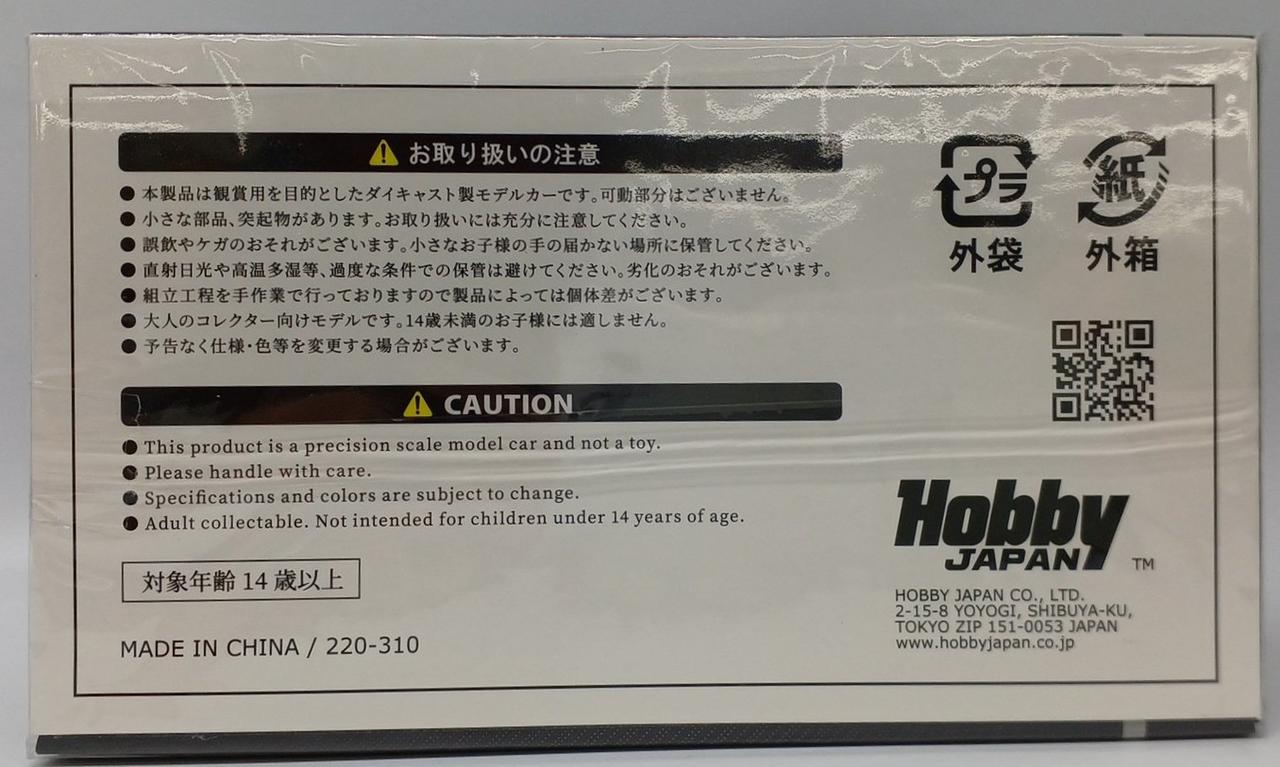 お取り扱いの注意
● 本製品は観賞用を目的としたダイキャスト製モデルカーです。可動部分はございません。
● 小さな部品、突起物があります。お取り扱いには充分に注意してください。
● 誤飲やケガのおそれがございます。小さなお子様の手の届かない場所に保管してください。
● 直射日光や高温多湿等、過度な条件での保管は避けてください。劣化のおそれがございます。
● 組立工程を手作業で行っておりますので製品によっては個体差がございます。
● 大人のコレクター向けモデルです。14歳未満のお子様には適しません。
● 予告なく仕様・色等を変更する場合がございます。
CAUTION
● This product is a precision scale model car and not a toy.
● Please handle with care.
● Specifications and colors are subject to change.
● Adult collectable. Not intended for children under 14 years of age.
対象年齢 14 歳以上
MADE IN CHINA / 220-310
プラ
外袋
紙
外箱
Hobby
JAPAN TM
HOBBY JAPAN CO., LTD.
2-15-8 YOYOGI, SHIBUYA-KU,
TOKYO ZIP 151-0053 JAPAN
www.hobbyjapan.co.jp